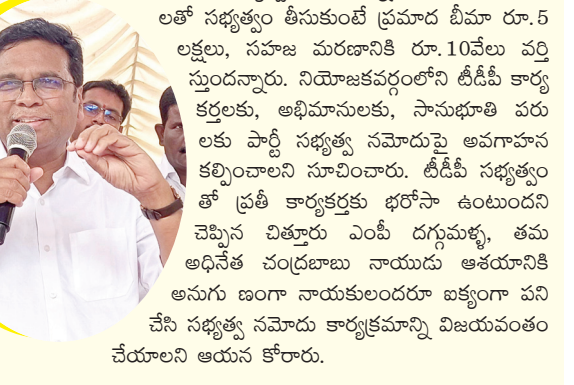 లతో సభ్యత్వం తీసుకుంటే ప్రమాద బీమా రూ.5
లక్షలు, సహజ మరణానికి రూ.10వేలు వర్తి
స్తుందన్నారు. నియోజకవర్గంలోని టీడీపీ కార్య
కర్తలకు, అభిమానులకు, సానుభూతి పరు
లకు పార్టీ సభ్యత్వ నమోదుపై అవగాహన
కల్పించాలని సూచించారు. టీడీపీ సభ్యత్వం
తో ప్రతీ కార్యకర్తకు భరోసా ఉంటుందని
చెప్పిన చిత్తూరు ఎంపీ దగ్గుమళ్ళ, తమ
అధినేత చంద్రబాబు నాయుడు ఆశయానికి
అనుగు ణంగా నాయకులందరూ ఐక్యంగా పని
చేసి సభ్యత్వ నమోదు కార్యక్రమాన్ని విజయవంతం
చేయాలని ఆయన కోరారు.